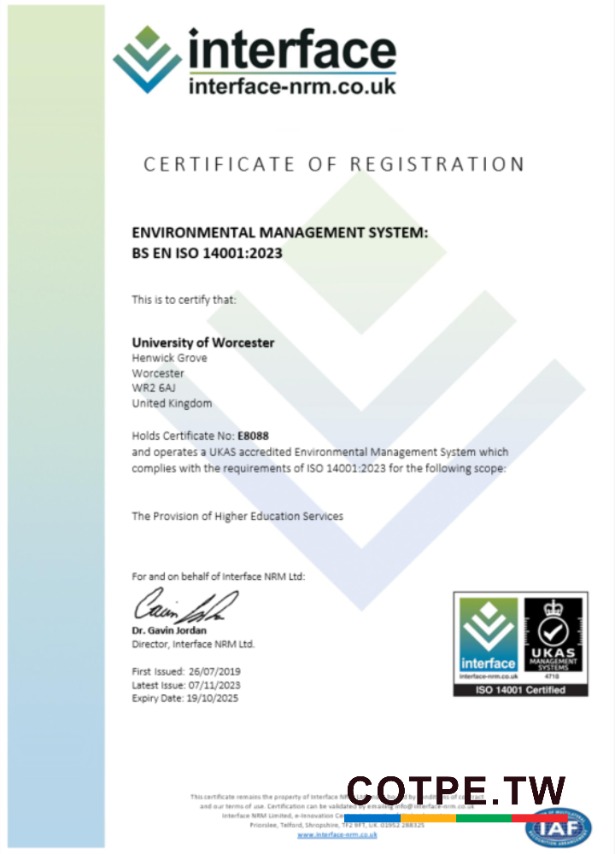 interface
interface-nrm.co.uk
CERTIFICATE OF REGISTRATION
ENVIRONMENTAL MANAGEMENT SYSTEM:
BS EN ISO 14001:2023
This is to certify that:
University of Worcester
Henwick Grove
Worcester
WR2 6AJ
United Kingdom
Holds Certificate No: E8088
and operates a UKAS accredited Environmental Management System which
complies with the requirements of ISO 14001:2023 for the following scope:
The Provision of Higher Education Services
For and on behalf of Interface NRM Ltd:
Dr. Gavin Jordan
Director, Interface NRM Ltd.
First Issued: 26/07/2019
Latest Issue: 07/11/2023
Expiry Date: 19/10/2025
interface
interface-nrm.co.uk
UKAS
MANAGEMENT
SYSTEMS
4710
ISO 14001 Certified
COTPE.TW
This certificate remains the property of Interface
and our terms of use. Certification can be validated by emailing info@interface-nrm.co.uk
Interface NRM Limited, e-Innovation
Priorslee, Telford, Shropshire, TF2 9FT, UK. 01952 288325
www.interface-nrm.co.uk
IAF